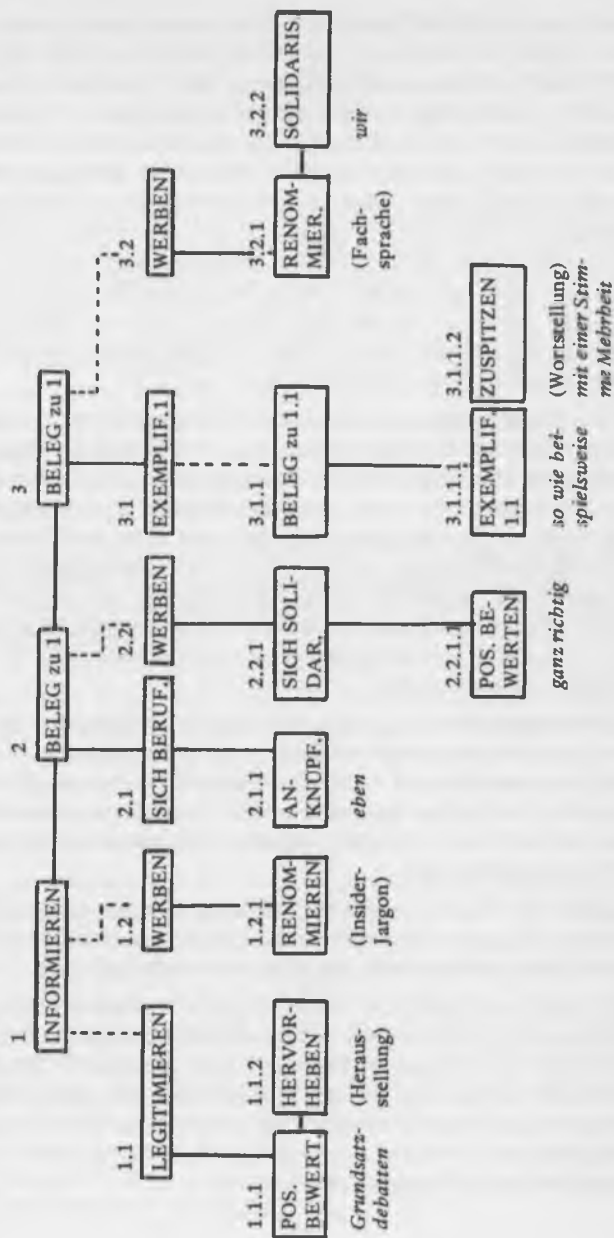 1
INFORMIEREN
2
BELEG zu 1
3
BELEG zu 1
1.1
LEGITIMIEREN
1.2
WERBEN
2.1
SICH BERUF.
2.2
WERBEN
3.1
EXEMPLIF.1
3.2
WERBEN
1.1.1
POS.
BEWERT.
1.1.2
HERVOR-
HEBEN
1.2.1
RENOM-
MIEREN
2.1.1
AN-
KNÜPF.
2.2.1
SICH SOLI-
DAR.
3.1.1
BELEG zu 1.1
3.2.1
RENOM-
MIER.
3.2.2
SOLIDARIS.
Grundsatz-
debatten
(Heraus-
stellung)
(Insider-
Jargon)
eben
(Fach-
sprache)
wir
2.2.1.1
POS. BE-
WERTEN
3.1.1.1
EXEMPLIF.
1.1
3.1.1.2
ZUSPITZEN
ganz richtig
so wie bei-
spielsweise
(Wortstellung)
mit einer Stim-
me Mehrheit